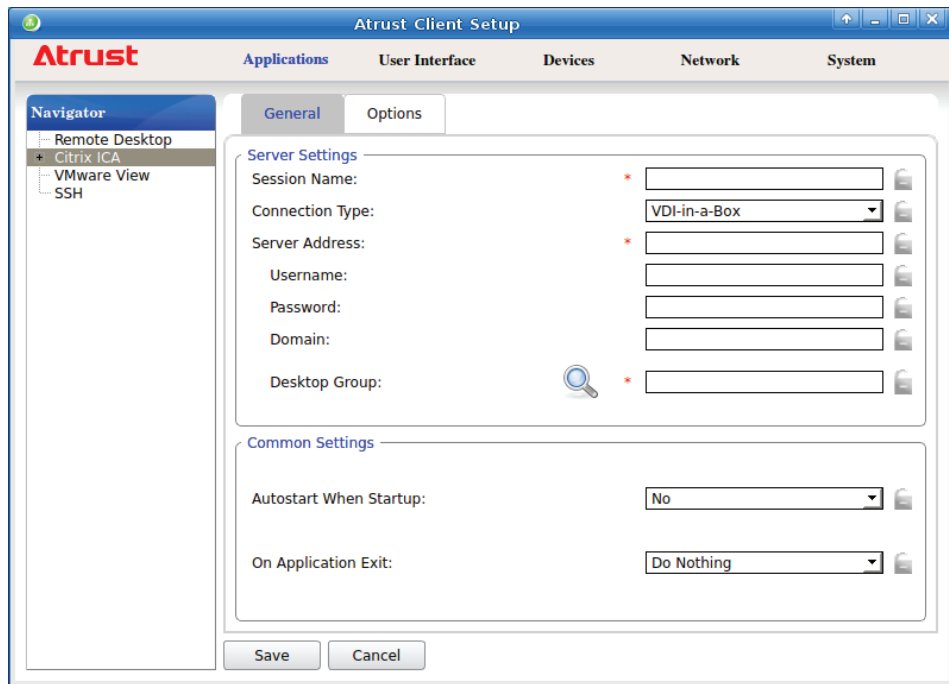 Atrust Client Setup
Atrust
Applications User Interface Devices Network System
Navigator
Remote Desktop
+ Citrix ICA
VMware View
SSH
General Options
Server Settings
Session Name: *
Connection Type: VDI-in-a-Box
Server Address: *
Username:
Password:
Domain:
Desktop Group: *
Common Settings
Autostart When Startup: No
On Application Exit: Do Nothing
Save Cancel